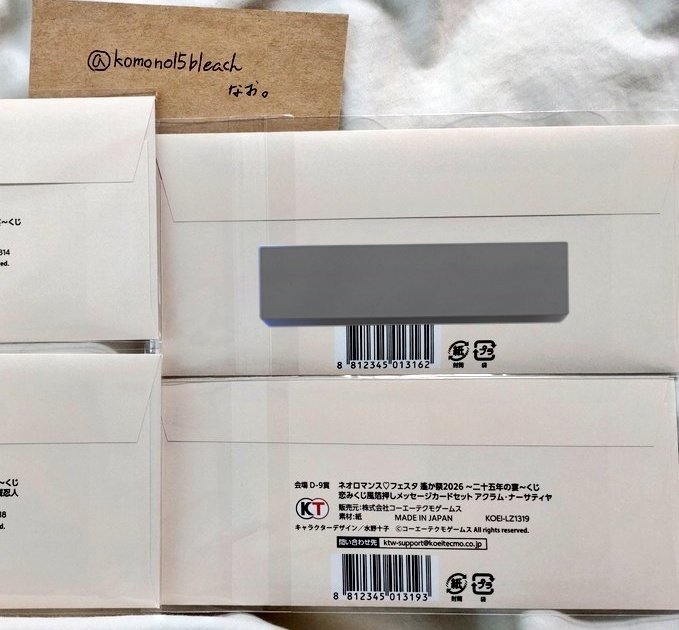 @komono15bleach
なお。
～くじ
314
ed.
8 812345 013162
紙
封筒
プラ
袋
～くじ
忍人
18
ed.
会場 D-9賞 ネオロマンス♡フェスタ 遙か祭2026 ～二十五年の宴～くじ
恋みくじ風箔押しメッセージカードセット アクラム・ナーサティヤ
KT
販売元:株式会社コーエーテクモゲームス
素材:紙 MADE IN JAPAN KOEI-LZ1319
キャラクターデザイン/水野十子 ©コーエーテクモゲームス All rights reserved.
問い合わせ先 ktw-support@koeitecmo.co.jp
8 812345 013193
紙
封筒
プラ
袋